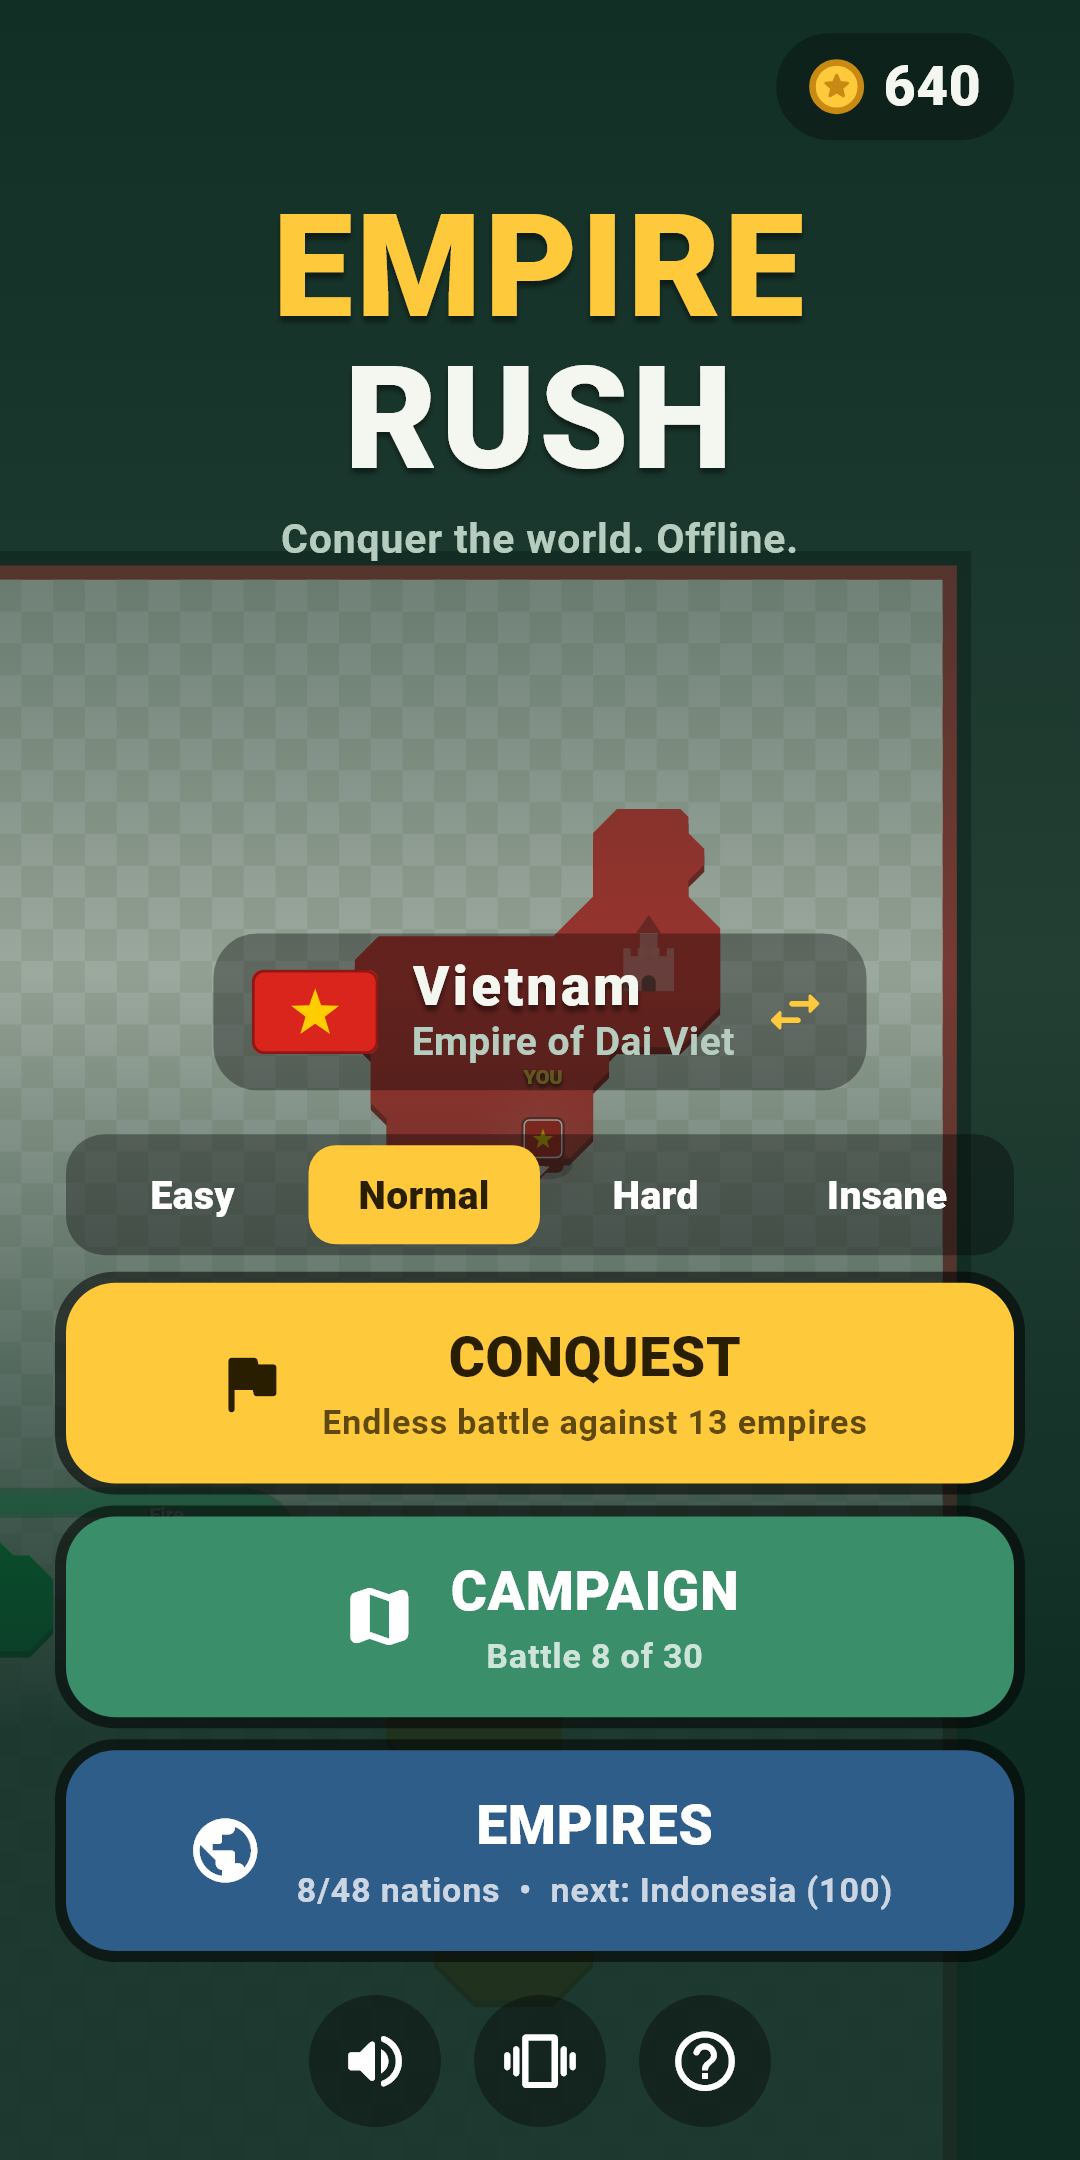 640
EMPIRE
RUSH
Conquer the world. Offline.
Vietnam
Empire of Dai Viet
YOU
Easy
Normal
Hard
Insane
CONQUEST
Endless battle against 13 empires
CAMPAIGN
Battle 8 of 30
EMPIRES
8/48 nations • next: Indonesia (100)